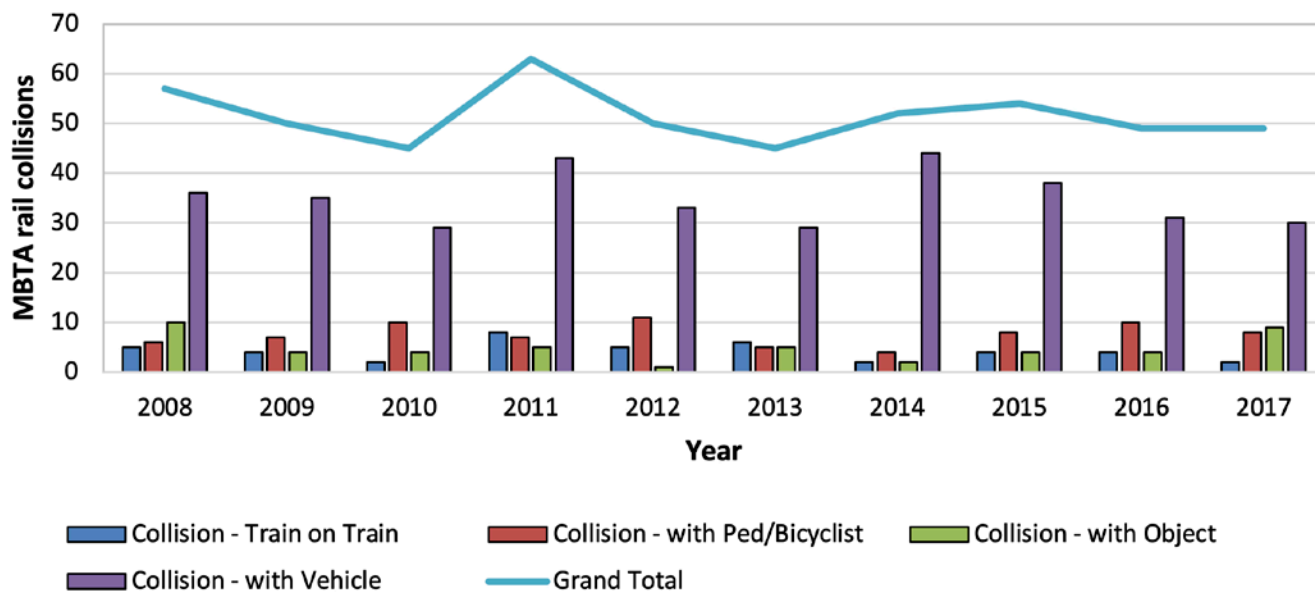 70
60
50
40
30
20
10
0
MBTA rail collisions
2008 2009 2010 2011 2012 2013 2014 2015 2016 2017
Year
Collision - Train on Train Collision - with Ped/Bicyclist Collision - with Object
Collision - with Vehicle Grand Total